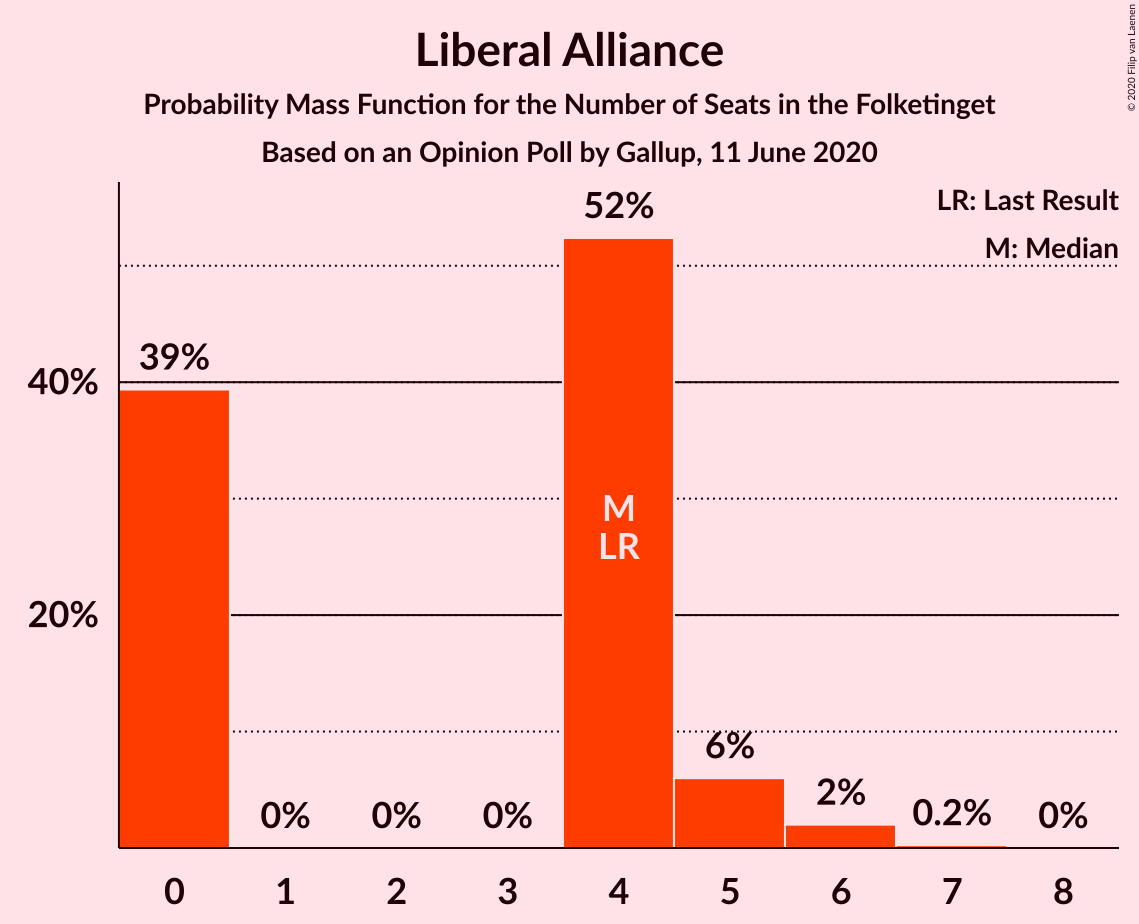 Liberal Alliance
Probability Mass Function for the Number of Seats in the Folketinget
Based on an Opinion Poll by Gallup, 11 June 2020
© 2020 Filip van Laenen
LR: Last Result
M: Median
52%
39%
40%
M
LR
20%
6%
2%
0.2%
0% 0% 0% 0%
0 1 2 3 4 5 6 7 8